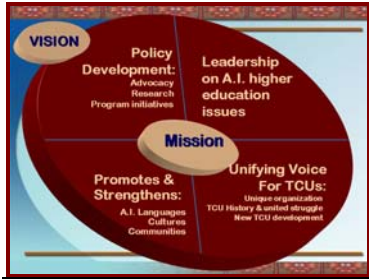 VISION
Policy
Development:
Advocacy
Research
Program initiatives
Leadership
on A.I. higher
education
issues
Mission
Promotes &
Strengthens:
A.I. Languages
Cultures
Communities
Unifying Voice
For TCUs:
Unique organization
TCU History & united struggle
New TCU development